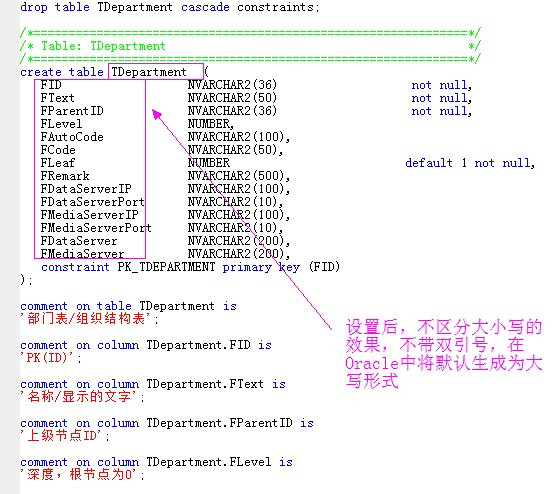 drop table TDepartment cascade constraints;
/*==============================================================*/
/* Table: TDepartment                                           */
/*==============================================================*/
create table TDepartment (
FID NVARCHAR2(36) not null,
FText NVARCHAR2(50) not null,
FParentID NVARCHAR2(36) not null,
FLevel NUMBER,
FAutoCode NVARCHAR2(100),
FCode NVARCHAR2(50),
FLeaf NUMBER default 1 not null,
FRemark NVARCHAR2(500),
FDataServerIP NVARCHAR2(100),
FDataServerPort NVARCHAR2(10),
FMediaServerIP NVARCHAR2(100),
FMediaServerPort NVARCHAR2(10),
FDataServer NVARCHAR2(200),
FMediaServer NVARCHAR2(200),
constraint PK_TDEPARTMENT primary key (FID)
);
comment on table TDepartment is
'部门表/组织结构表';
comment on column TDepartment.FID is
'PK(ID)';
comment on column TDepartment.FText is
'名称/显示的文字';
comment on column TDepartment.FParentID is
'上级节点ID';
comment on column TDepartment.FLevel is
'深度，根节点为0';
设置后，不区分大小写的
效果，不带双引号，在
Oracle中将默认生成为大
写形式